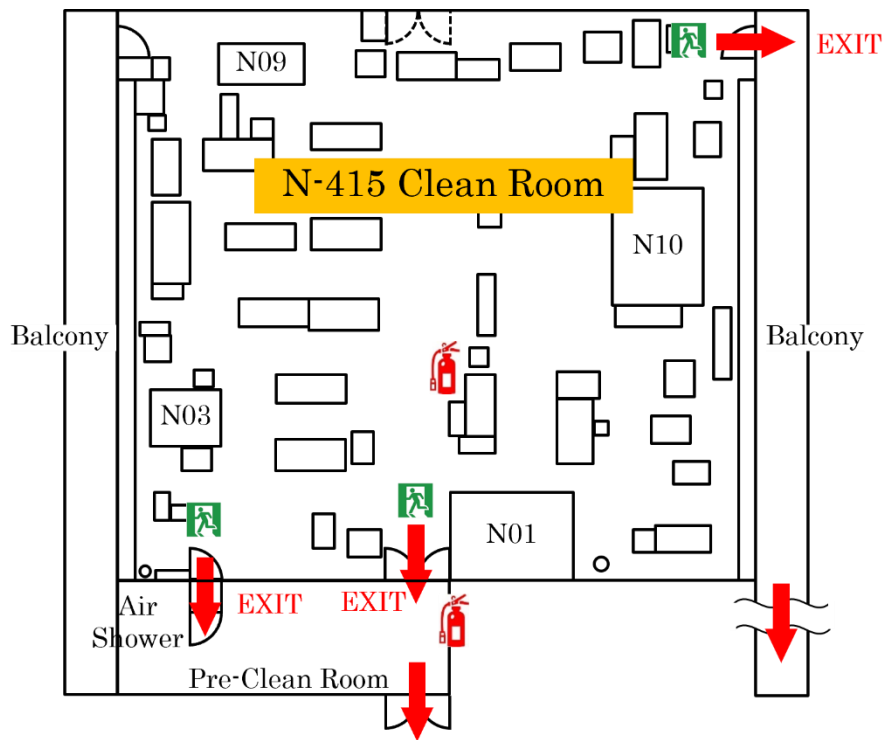 N09
EXIT
N-415 Clean Room
N10
Balcony
Balcony
N03
N01
EXIT
EXIT
Air
Shower
Pre-Clean Room